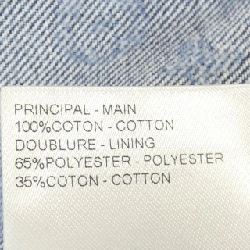 PRINCIPAL - MAIN
100%COTON - COTTON
DOUBLURE - LINING
65%POLYESTER - POLYESTER
35%COTON - COTTON